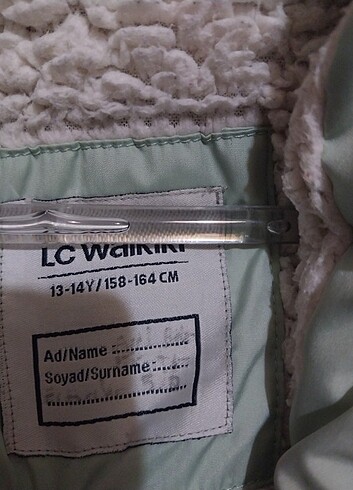 LC Waikiki
13-14Y/158-164 CM
Ad/Name :..............
Soyad/Surname :.......